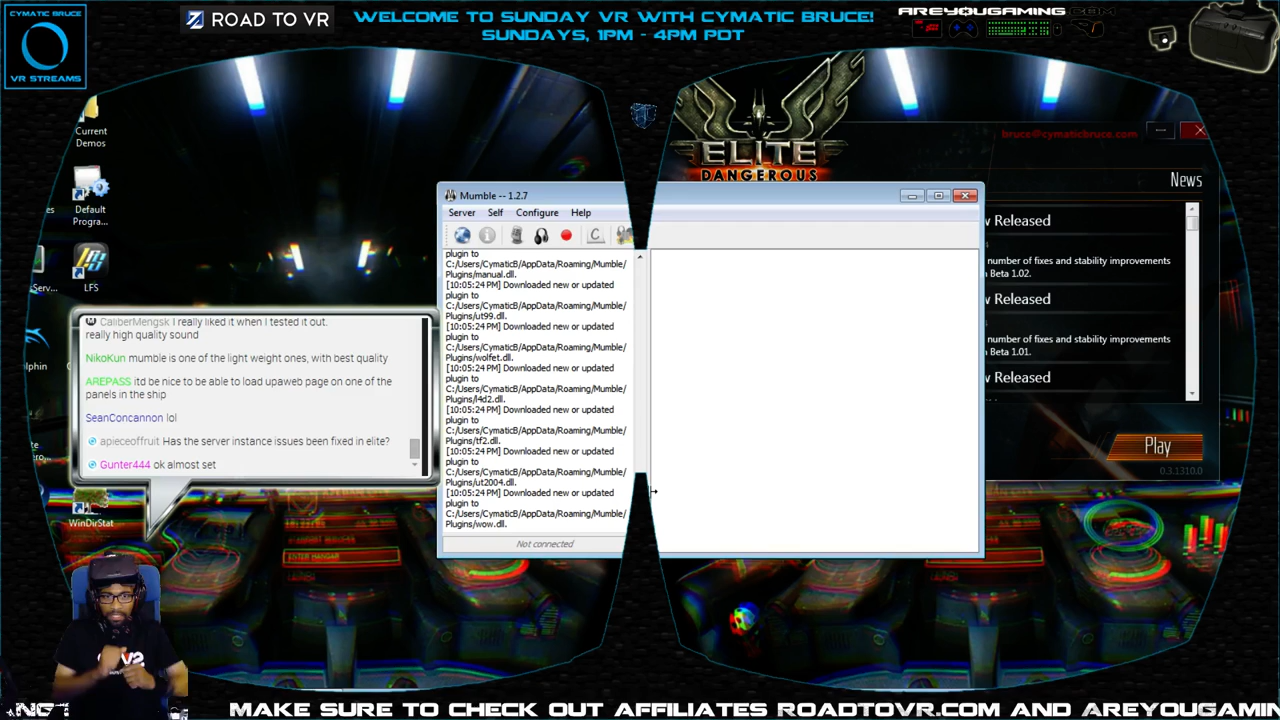 CYMATIC BRUCE
VR STREAMS
ROAD TO VR
WELCOME TO SUNDAY VR WITH CYMATIC BRUCE!
SUNDAYS, 1PM - 4PM PDT
AREYOUGAMING.COM
Current
Demos
Default
Progra...
LFS
WinDirStat
ELITE
DANGEROUS
bruce@cymaticbruce.com
News
w Released
number of fixes and stability improvements
Beta 1.02.
w Released
number of fixes and stability improvements
Beta 1.01.
w Released
Play
0.3.1310.0
Mumble -- 1.2.7
Server Self Configure Help
plugin to
C:/Users/CymaticB/AppData/Roaming/Mumble/
Plugins/manual.dll.
[10:05:24 PM] Downloaded new or updated
plugin to
C:/Users/CymaticB/AppData/Roaming/Mumble/
Plugins/ut99.dll.
[10:05:24 PM] Downloaded new or updated
plugin to
C:/Users/CymaticB/AppData/Roaming/Mumble/
Plugins/wolfet.dll.
[10:05:24 PM] Downloaded new or updated
plugin to
C:/Users/CymaticB/AppData/Roaming/Mumble/
Plugins/l4d2.dll.
[10:05:24 PM] Downloaded new or updated
plugin to
C:/Users/CymaticB/AppData/Roaming/Mumble/
Plugins/tf2.dll.
[10:05:24 PM] Downloaded new or updated
plugin to
C:/Users/CymaticB/AppData/Roaming/Mumble/
Plugins/ut2004.dll.
[10:05:24 PM] Downloaded new or updated
plugin to
C:/Users/CymaticB/AppData/Roaming/Mumble/
Plugins/wow.dll.
Not connected
CaliberMengsk I really liked it when I tested it out.
really high quality sound
NikoKun mumble is one of the light weight ones, with best quality
AREPASS itd be nice to be able to load upaweb page on one of the
panels in the ship
SeanConcannon lol
apieceoffruit Has the server instance issues been fixed in elite?
Gunter444 ok almost set
ENTER HANGAR
MAKE SURE TO CHECK OUT AFFILIATES ROADTOVR.COM AND AREYOUGAMIN